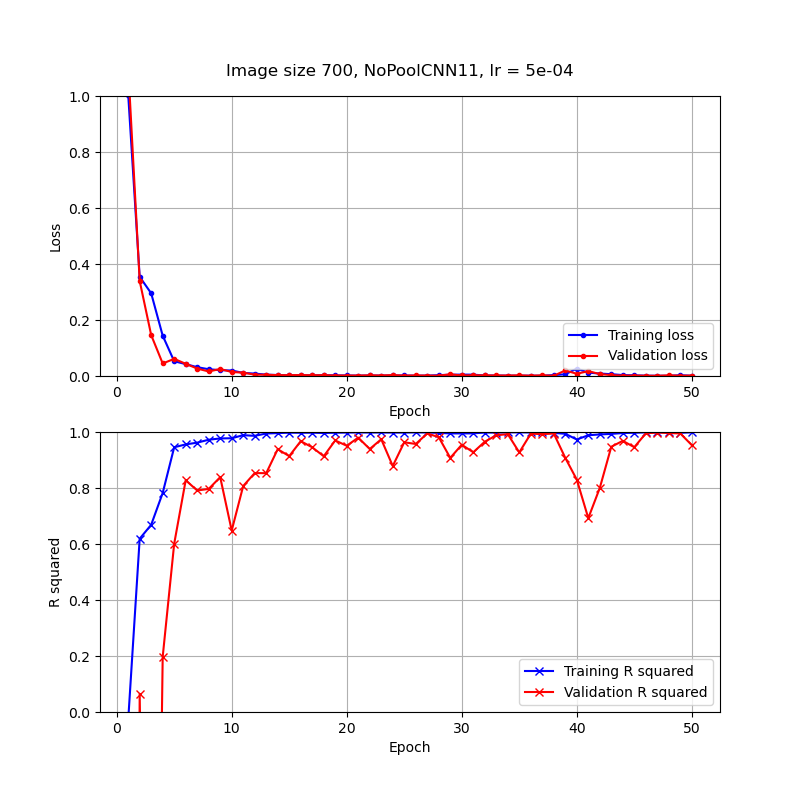 Image size 700, NoPoolCNN11, lr = 5e-04
1.0
0.8
0.6
0.4
0.2
0.0
Loss
Training loss
Validation loss
0 10 20 30 40 50
Epoch
1.0
0.8
0.6
0.4
0.2
0.0
R squared
Training R squared
Validation R squared
0 10 20 30 40 50
Epoch